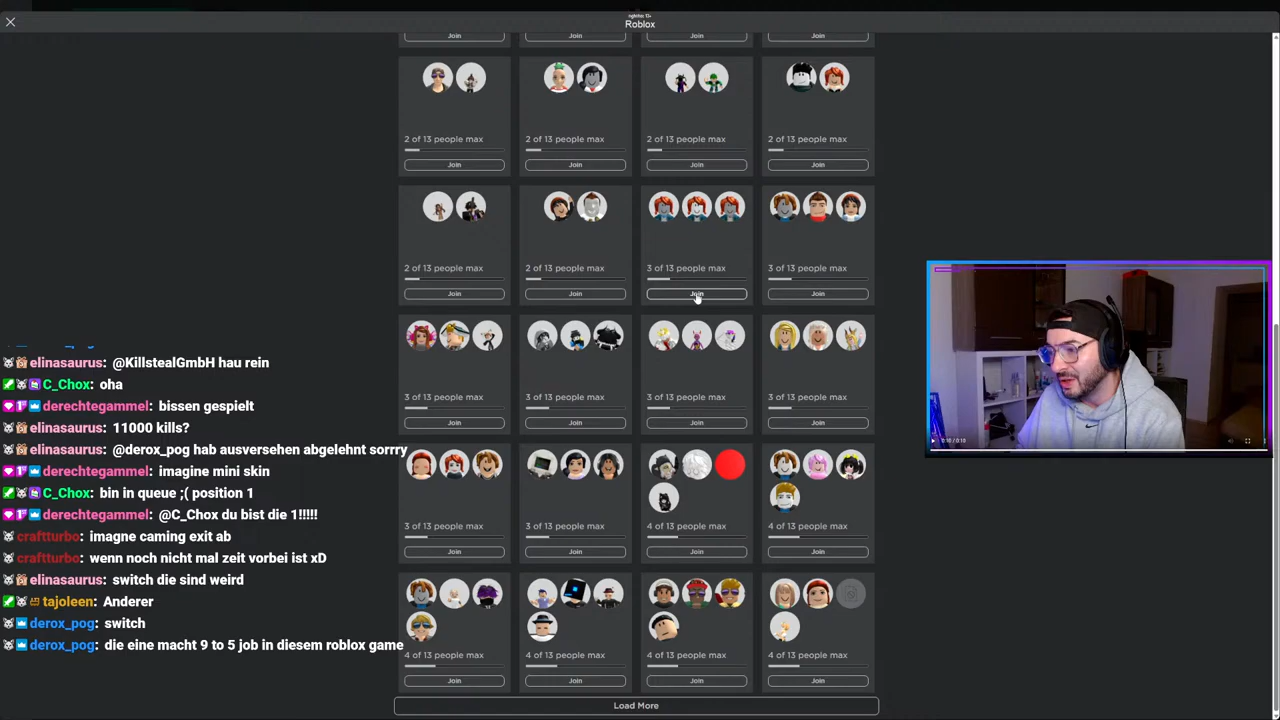 Roblox
Join Join Join Join
2 of 13 people max 2 of 13 people max 2 of 13 people max 2 of 13 people max
Join Join Join Join
2 of 13 people max 2 of 13 people max 3 of 13 people max 3 of 13 people max
Join Join Join Join
3 of 13 people max 3 of 13 people max 3 of 13 people max 3 of 13 people max
Join Join Join Join
3 of 13 people max 3 of 13 people max 4 of 13 people max 4 of 13 people max
Join Join Join Join
4 of 13 people max 4 of 13 people max 4 of 13 people max 4 of 13 people max
Join Join Join Join
Load More
elinasaurus: @KillstealGmbH hau rein
C_Chox: oha
derechtegammel: bissen gespielt
elinasaurus: 11000 kills?
elinasaurus: @derox_pog hab aus versehen abgelehnt sorrry
derechtegammel: imagine mini skin
C_Chox: bin in queue ;( position 1
derechtegammel: @C_Chox du bist die 1!!!!!
craftturbo: imagne caming exit ab
craftturbo: wenn noch nicht mal zeit vorbei ist xD
elinasaurus: switch die sind weird
tajoleen: Anderer
derox_pog: switch
derox_pog: die eine macht 9 to 5 job in diesem roblox game
0:10 / 0:10